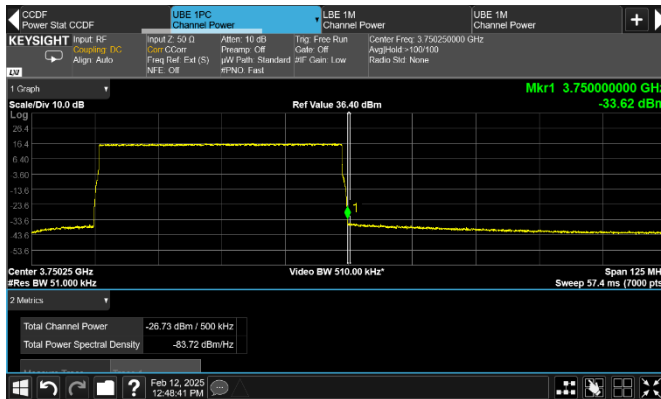 CCDF
Power Stat CCDF
UBE 1PC
Channel Power
LBE 1M
Channel Power
UBE 1M
Channel Power
KEYSIGHT
Input: RF
Coupling: DC
Align: Auto
Input Z: 50 Ω
Corr CCorr
Freq Ref: Ext (S)
NFE: Off
Atten: 10 dB
Preamp: Off
µW Path: Standard
#PNO: Fast
Trig: Free Run
Gate: Off
#IF Gain: Low
Center Freq: 3.750250000 GHz
Avg|Hold:>100/100
Radio Std: None
LXI
1 Graph
Mkr1 3.750000000 GHz
Scale/Div 10.0 dB
Ref Value 36.40 dBm
-33.62 dBm
Log
26.4
16.4
6.40
-3.60
-13.6
-23.6
-33.6
-43.6
-53.6
1
Center 3.75025 GHz
Video BW 510.00 kHz*
Span 125 MH
#Res BW 51.000 kHz
Sweep 57.4 ms (7000 pts
2 Metrics
Total Channel Power
-26.73 dBm / 500 kHz
Total Power Spectral Density
-83.72 dBm/Hz
?
Feb 12, 2025
12:48:41 PM